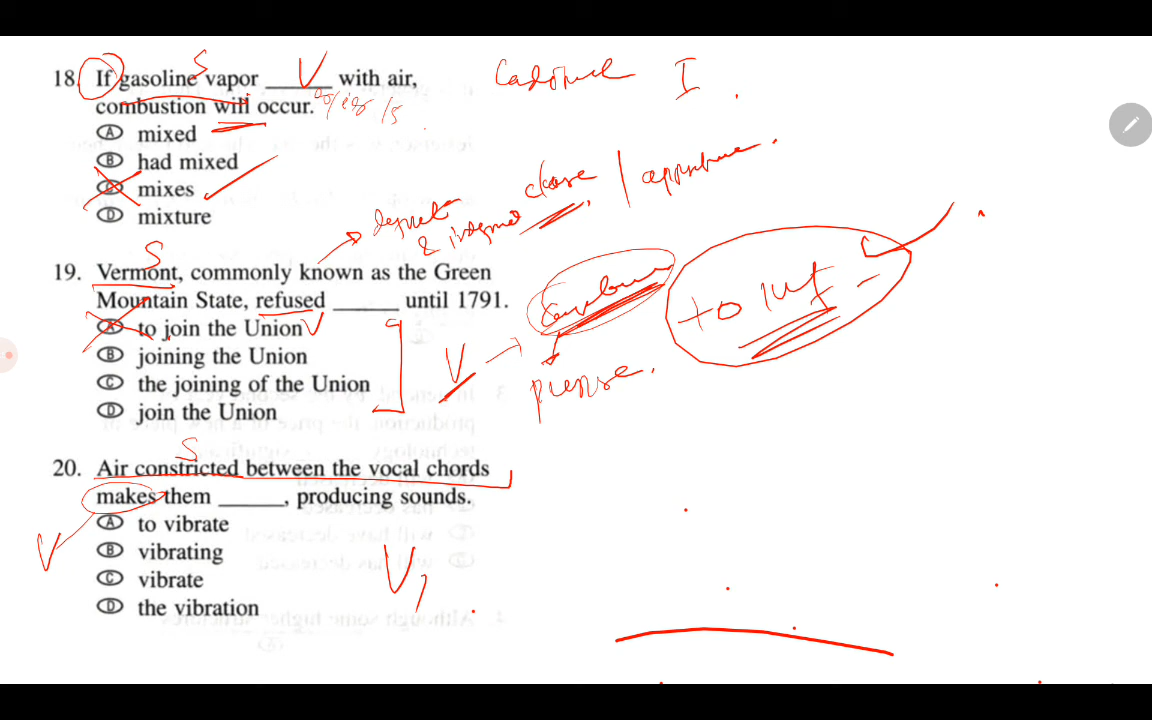 18. If gasoline vapor ______ with air,
combustion will occur.
Ⓐ mixed
Ⓑ had mixed
Ⓒ mixes
Ⓓ mixture
S
V
I
clause
19. Vermont, commonly known as the Green
Mountain State, refused ______ until 1791.
Ⓐ to join the Union
Ⓑ joining the Union
Ⓒ the joining of the Union
Ⓓ join the Union
S
V
&
V
to inf
20. Air constricted between the vocal chords
makes them ______, producing sounds.
Ⓐ to vibrate
Ⓑ vibrating
Ⓒ vibrate
Ⓓ the vibration
S
V
V,